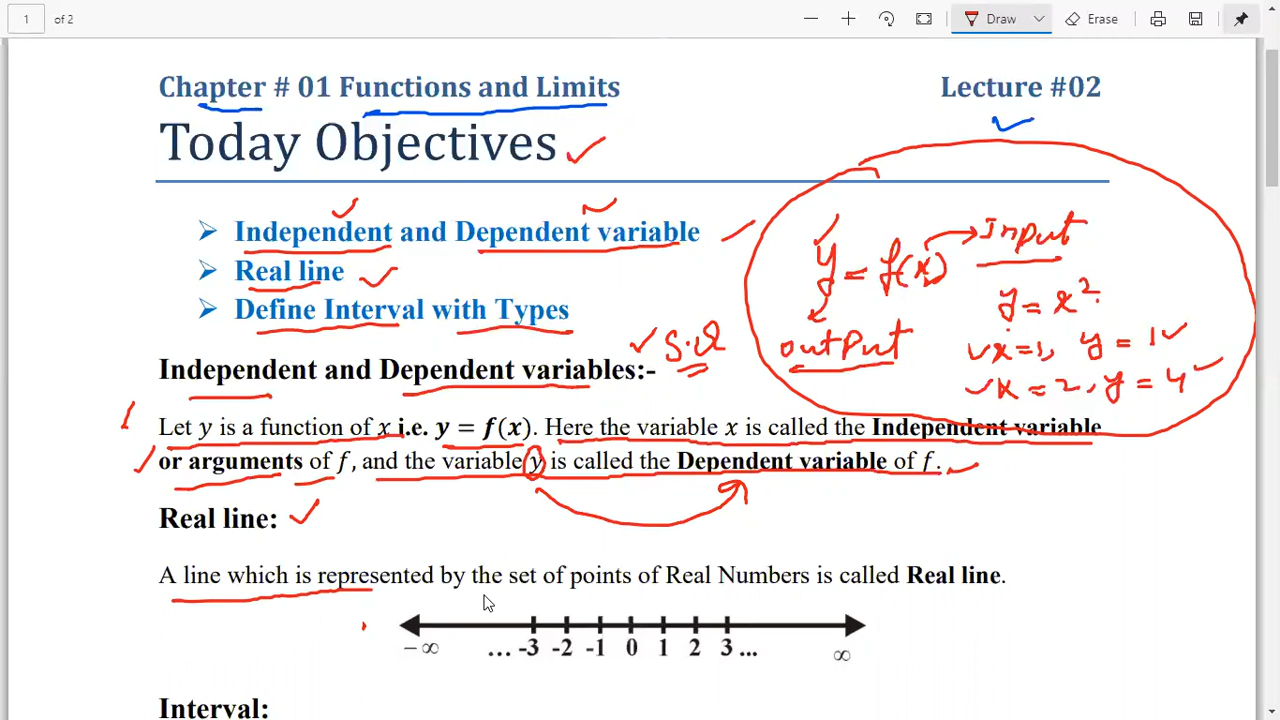 1 of 2 Draw Erase
Chapter # 01 Functions and Limits Lecture #02
Today Objectives
Independent and Dependent variable
Real line
Define Interval with Types
y = f(x) Input
output
y = x².
x=1, y = 1
x = 2, y = 4
S.Q
Independent and Dependent variables:-
Let y is a function of x i.e. y = f(x). Here the variable x is called the Independent variable
or arguments of f, and the variable y is called the Dependent variable of f.
Real line:
A line which is represented by the set of points of Real Numbers is called Real line.
− ∞ ... -3 -2 -1 0 1 2 3 ... ∞
Interval: